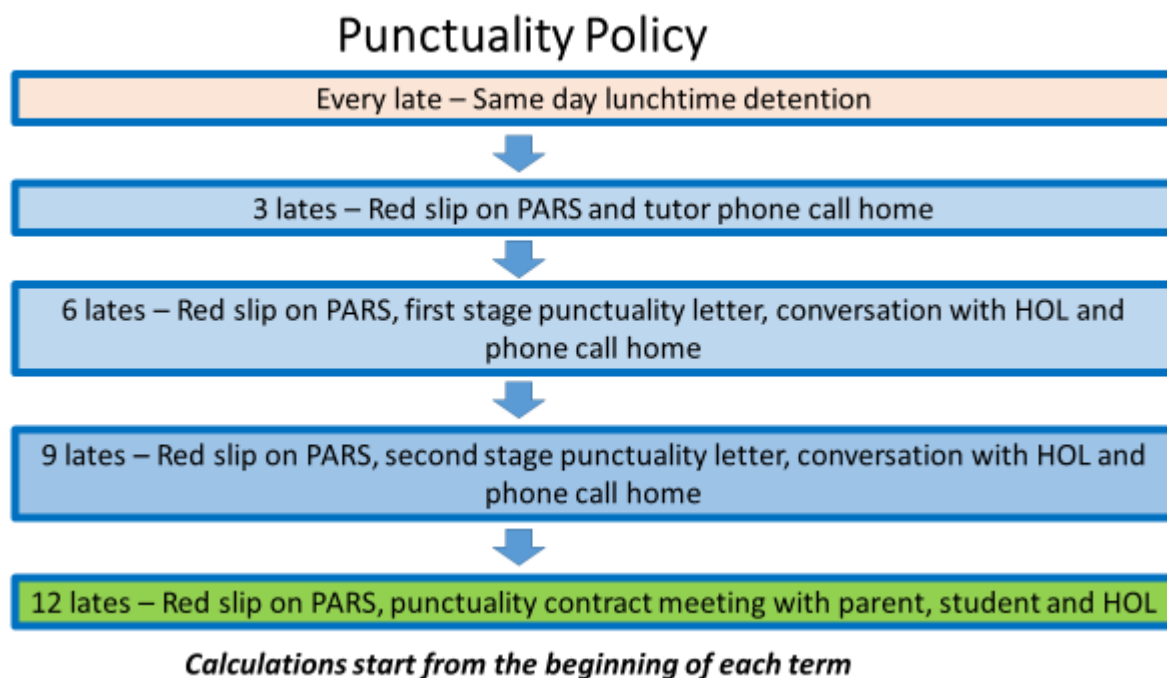 Punctuality Policy
Every late – Same day lunchtime detention
3 lates – Red slip on PARS and tutor phone call home
6 lates – Red slip on PARS, first stage punctuality letter, conversation with HOL and
phone call home
9 lates – Red slip on PARS, second stage punctuality letter, conversation with HOL and
phone call home
12 lates – Red slip on PARS, punctuality contract meeting with parent, student and HOL
Calculations start from the beginning of each term